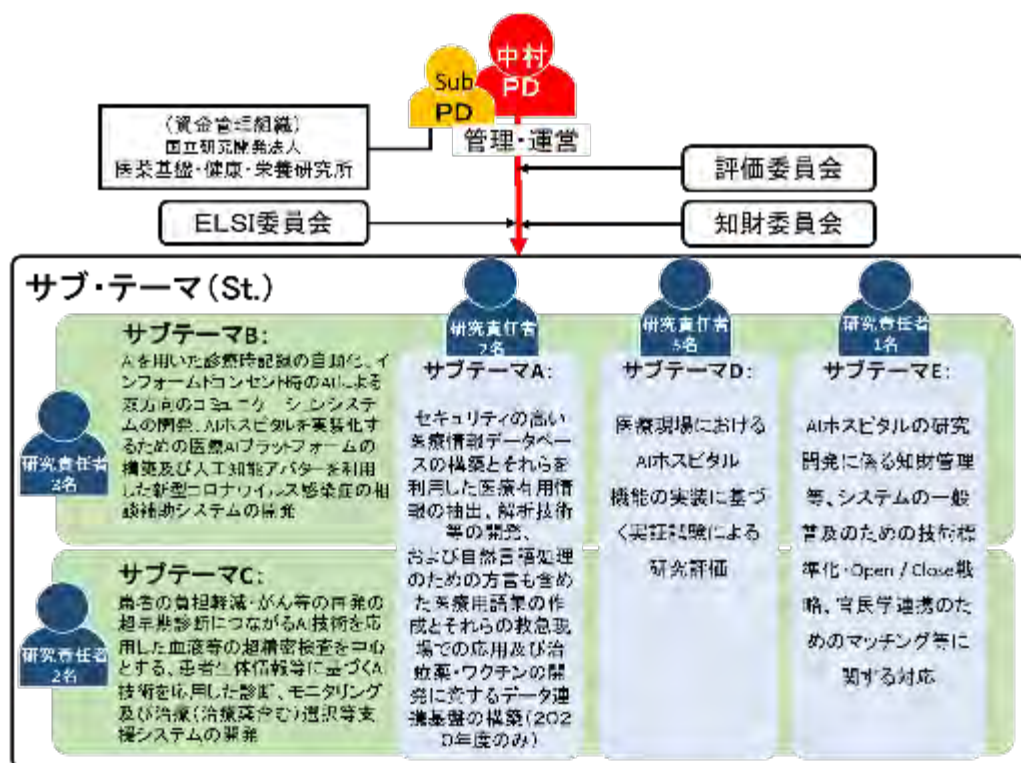 中村
PD
Sub
PD
管理・運営
(資金管理組織)
国立研究開発法人
医薬基盤・健康・栄養研究所
評価委員会
ELSI委員会
知財委員会
サブ・テーマ(St.)
サブテーマB:
AIを用いた診療時記録の自動化、イ
ンフォームドコンセント時のAIによる
双方向のコミュニケーションシステ
ムの開発、AIホスピタルを実装化す
るための医療AIプラットフォームの
構築及び人工知能アバターを利用
した新型コロナウイルス感染症の相
談補助システムの開発
研究責任者
2名
サブテーマC:
患者の負担軽減・がん等の再発の
超早期診断につながるAI技術を応
用した血液等の超精密検査を中心
とする、患者生体情報等に基づくAI
技術を応用した診断、モニタリング
及び治療(治療薬含む)選択等支
援システムの開発
研究責任者
2名
研究責任者
7名
サブテーマA:
セキュリティの高い
医療情報データベー
スの構築とそれらを
利用した医療有用情
報の抽出、解析技術
等の開発、
および自然言語処理
のための方言も含め
た医療用語集の作
成とそれらの救急現
場での応用及び治
療薬・ワクチンの開
発に資するデータ連
携基盤の構築(202
0年度のみ)
研究責任者
5名
サブテーマD:
医療現場における
AIホスピタル
機能の実装に基づ
く実証試験による
研究評価
研究責任者
1名
サブテーマE:
AIホスピタルの研究
開発に係る知財管理
等、システムの一般
普及のための技術標
準化・Open / Close戦
略、官民学連携のた
めのマッチング等に
関する対応